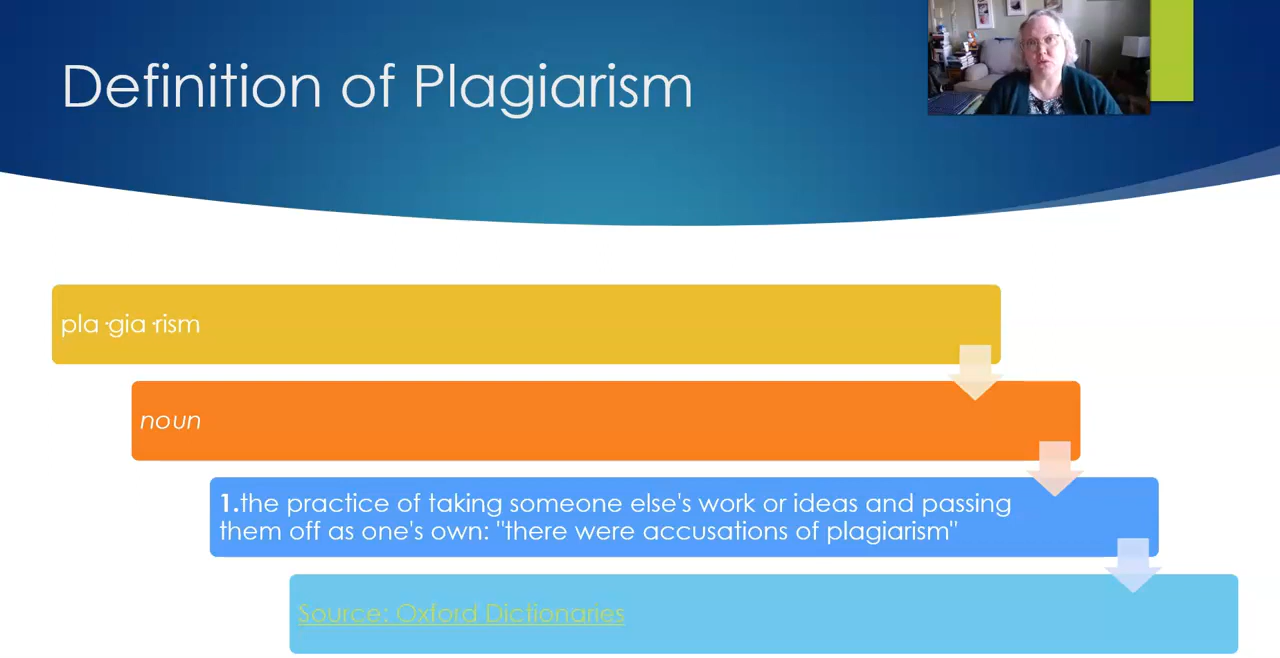 Definition of Plagiarism
pla·gia·rism
noun
1.the practice of taking someone else's work or ideas and passing
them off as one's own: "there were accusations of plagiarism"
Source: Oxford Dictionaries